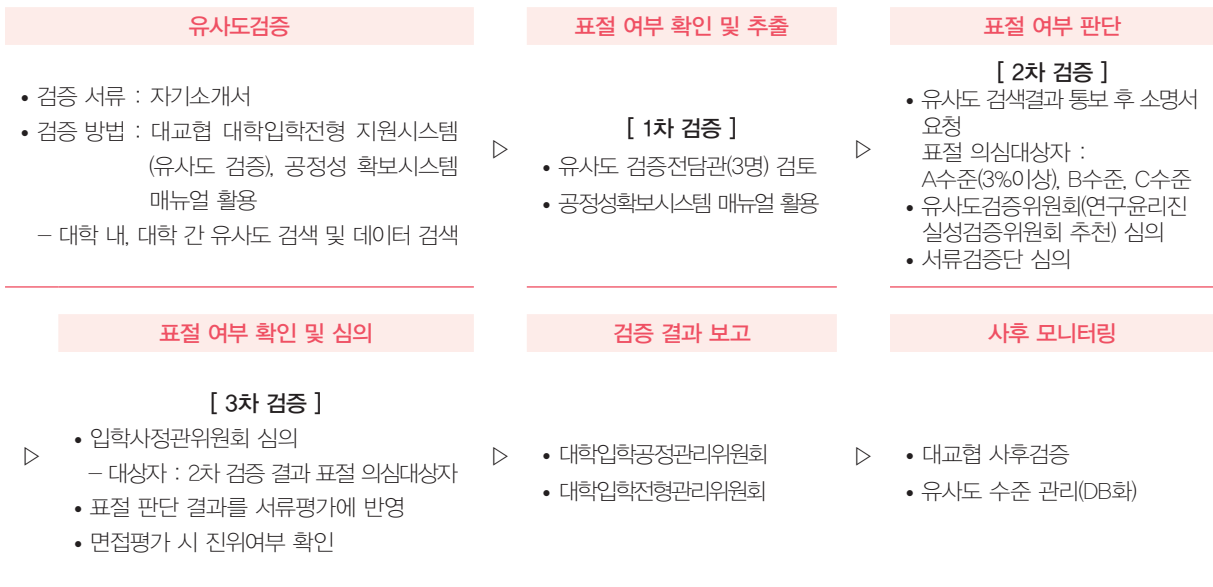 유사도검증
• 검증 서류 : 자기소개서
• 검증 방법 : 대교협 대학입학전형 지원시스템
(유사도 검증), 공정성 확보시스템
매뉴얼 활용
– 대학 내, 대학 간 유사도 검색 및 데이터 검색
▷
표절 여부 확인 및 추출
[ 1차 검증 ]
• 유사도 검증전담관(3명) 검토
• 공정성확보시스템 매뉴얼 활용
▷
표절 여부 판단
[ 2차 검증 ]
• 유사도 검색결과 통보 후 소명서
요청
표절 의심대상자 :
A수준(3%이상), B수준, C수준
• 유사도검증위원회(연구윤리진
실성검증위원회 추천) 심의
• 서류검증단 심의
▷
표절 여부 확인 및 심의
[ 3차 검증 ]
• 입학사정관위원회 심의
– 대상자 : 2차 검증 결과 표절 의심대상자
• 표절 판단 결과를 서류평가에 반영
• 면접평가 시 진위여부 확인
▷
검증 결과 보고
• 대학입학공정관리위원회
• 대학입학전형관리위원회
▷
사후 모니터링
• 대교협 사후검증
• 유사도 수준 관리(DB화)